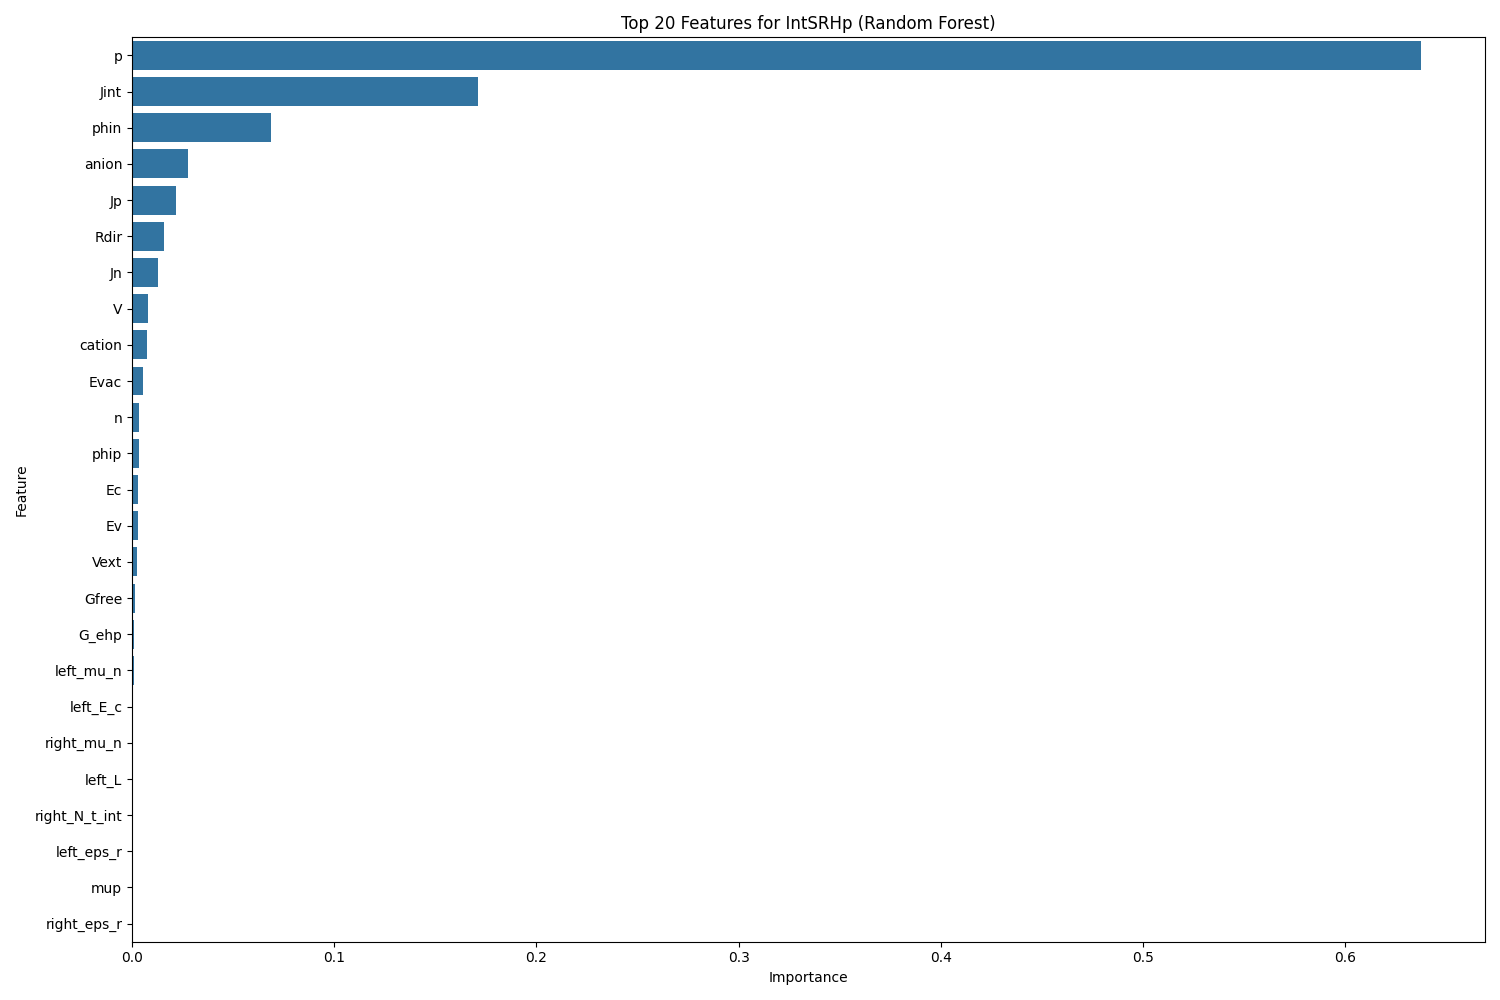 Top 20 Features for IntSRHp (Random Forest)
Feature
p
Jint
phin
anion
Jp
Rdir
Jn
V
cation
Evac
n
phip
Ec
Ev
Vext
Gfree
G_ehp
left_mu_n
left_E_c
right_mu_n
left_L
right_N_t_int
left_eps_r
mup
right_eps_r
0.0 0.1 0.2 0.3 0.4 0.5 0.6
Importance